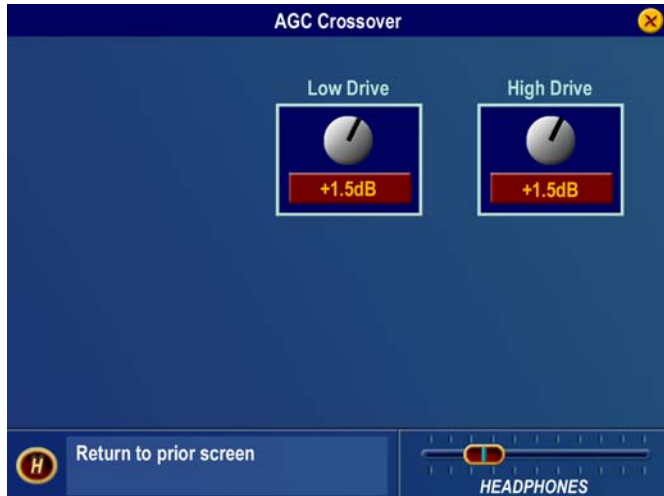 AGC Crossover
Low Drive
High Drive
+1.5dB
+1.5dB
H
Return to prior screen
HEADPHONES